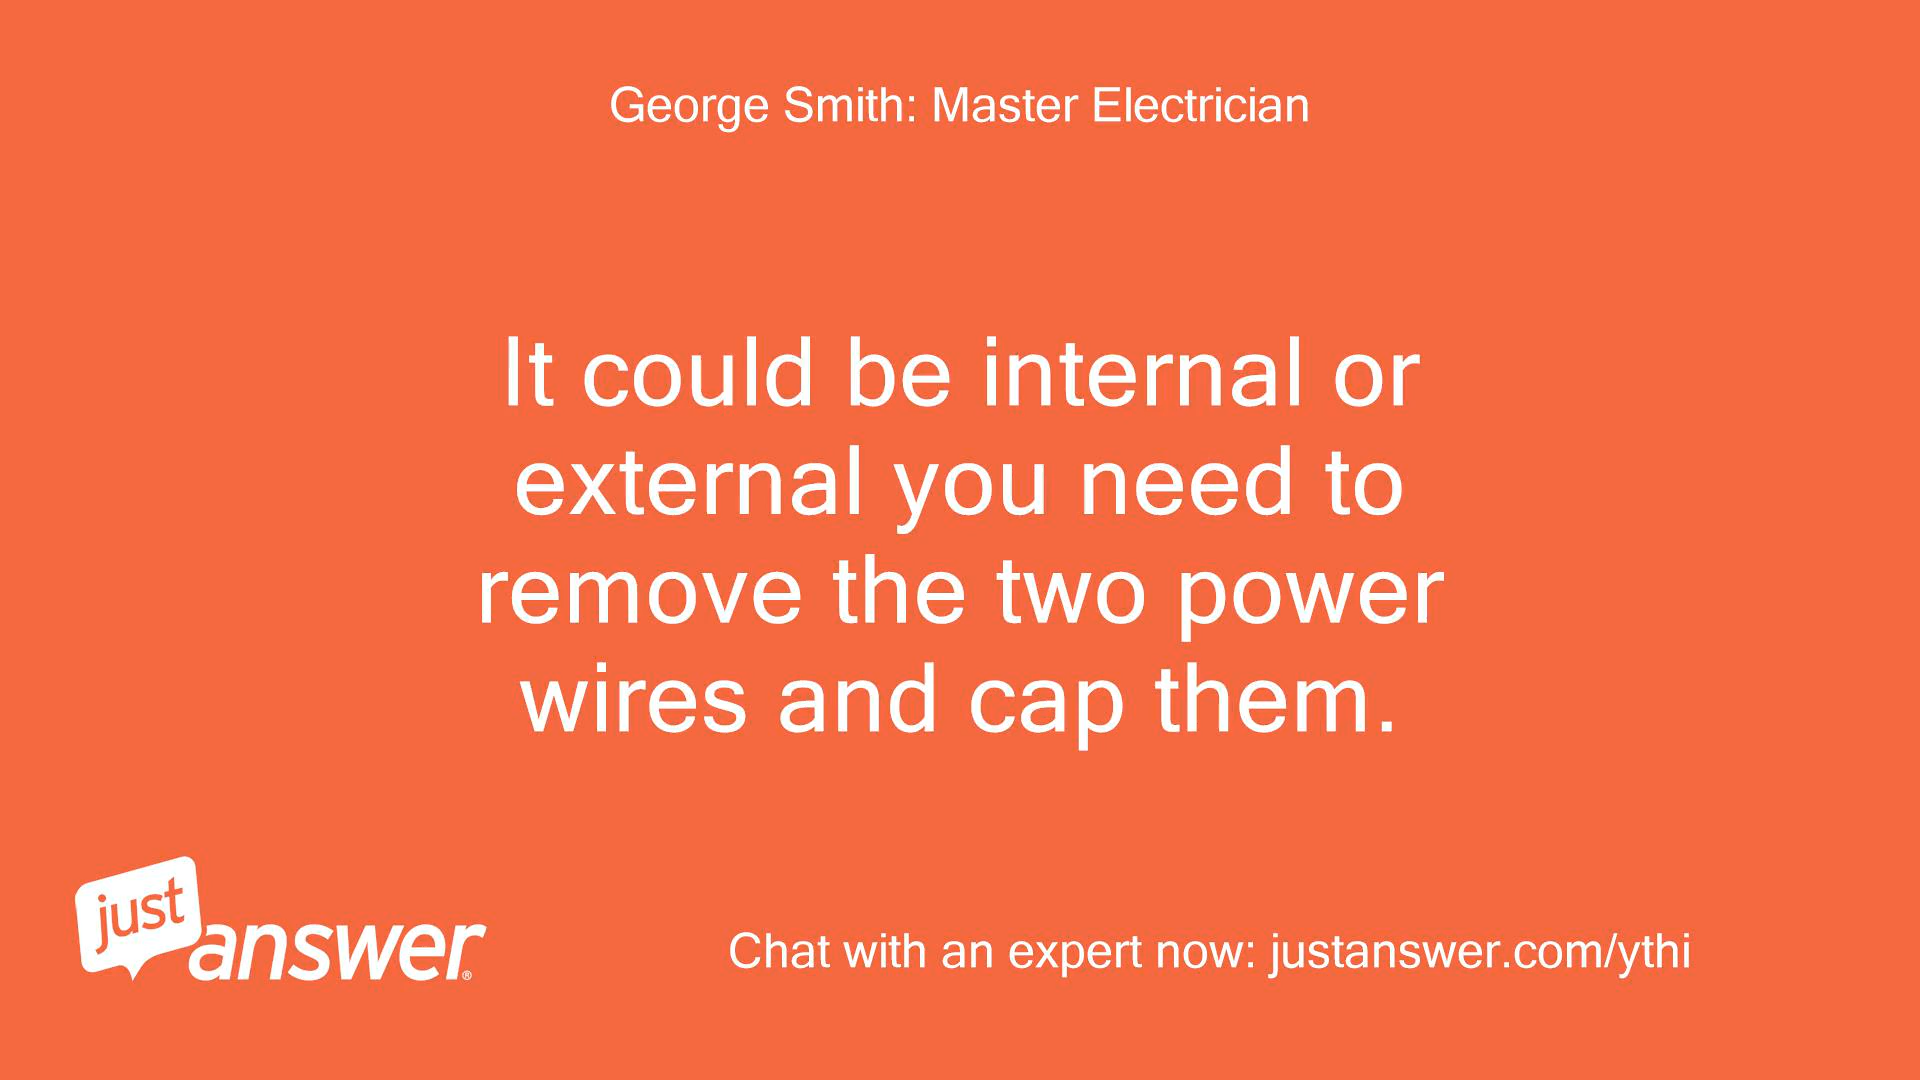 George Smith: Master Electrician
It could be internal or
external you need to
remove the two power
wires and cap them.
just
answer®
Chat with an expert now: justanswer.com/ythi